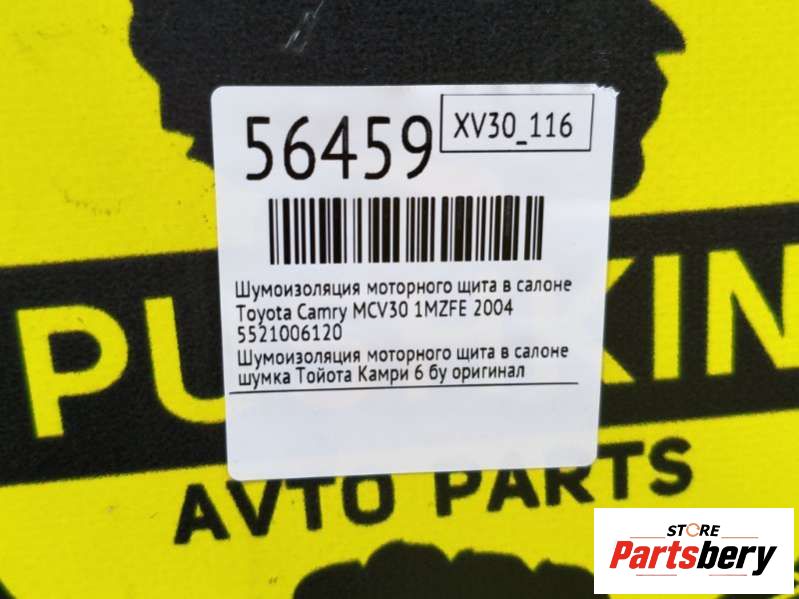 56459
XV30_116
Шумоизоляция моторного щита в салоне
Toyota Camry MCV30 1MZFE 2004
5521006120
Шумоизоляция моторного щита в салоне
шумка Тойота Камри 6 бу оригинал
AVTO PARTS
STORE
Partsbery